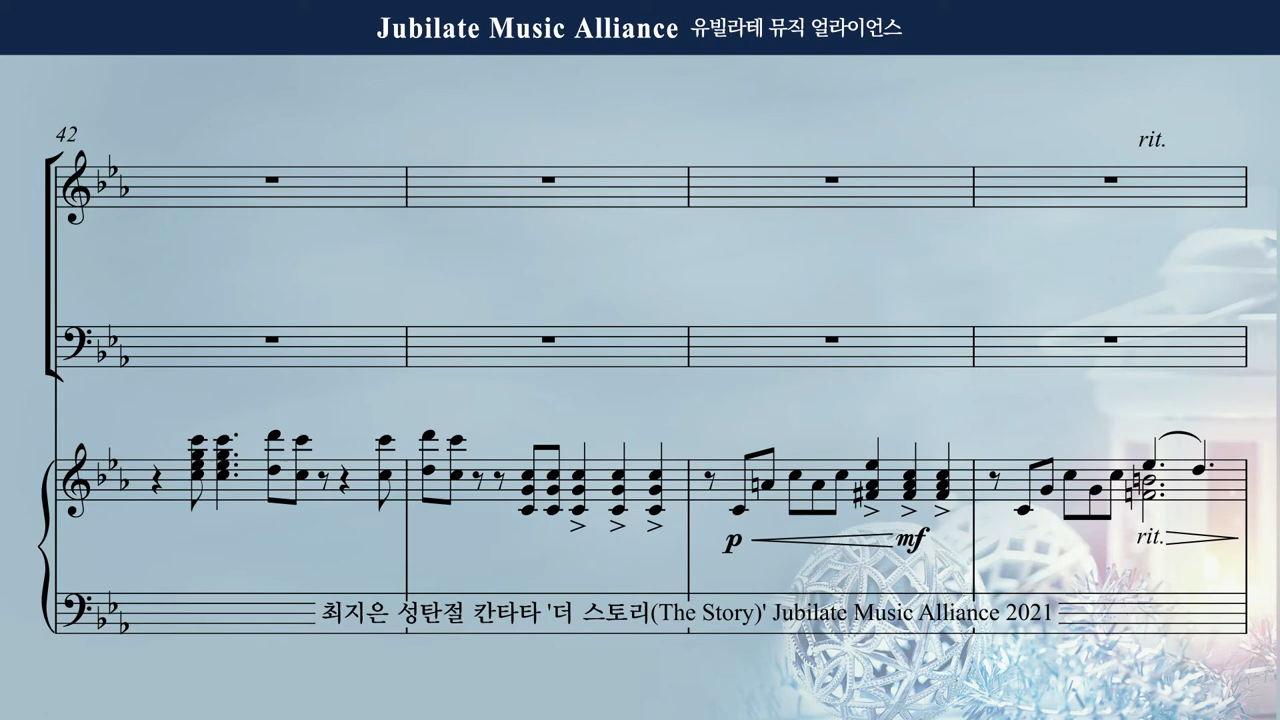 Jubilate Music Alliance 유빌라테 뮤직 얼라이언스
42
rit.
p mf
rit.
최지은 성탄절 칸타타 '더 스토리(The Story)' Jubilate Music Alliance 2021